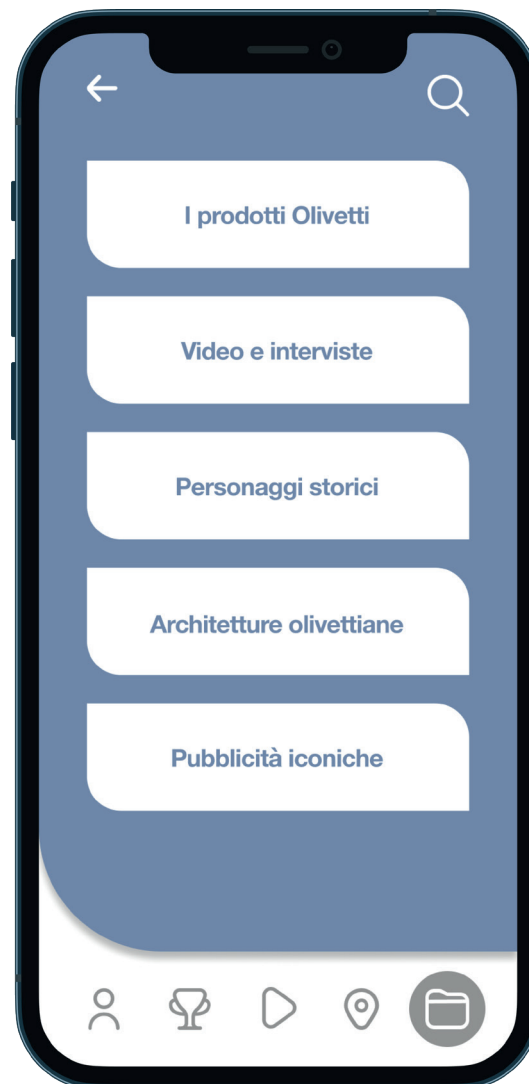 I prodotti Olivetti
Video e interviste
Personaggi storici
Architetture olivettiane
Pubblicità iconiche